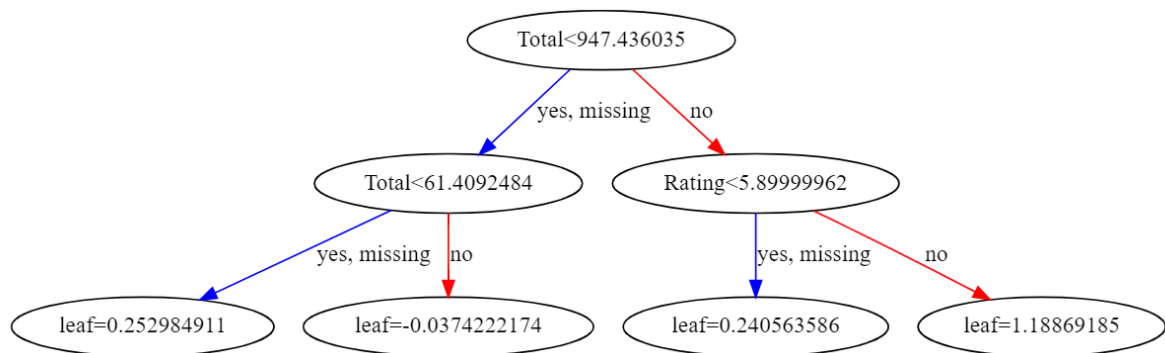 Total<947.436035
yes, missing
no
Total<61.4092484
Rating<5.89999962
yes, missing
no
yes, missing
no
leaf=0.252984911
leaf=-0.0374222174
leaf=0.240563586
leaf=1.18869185